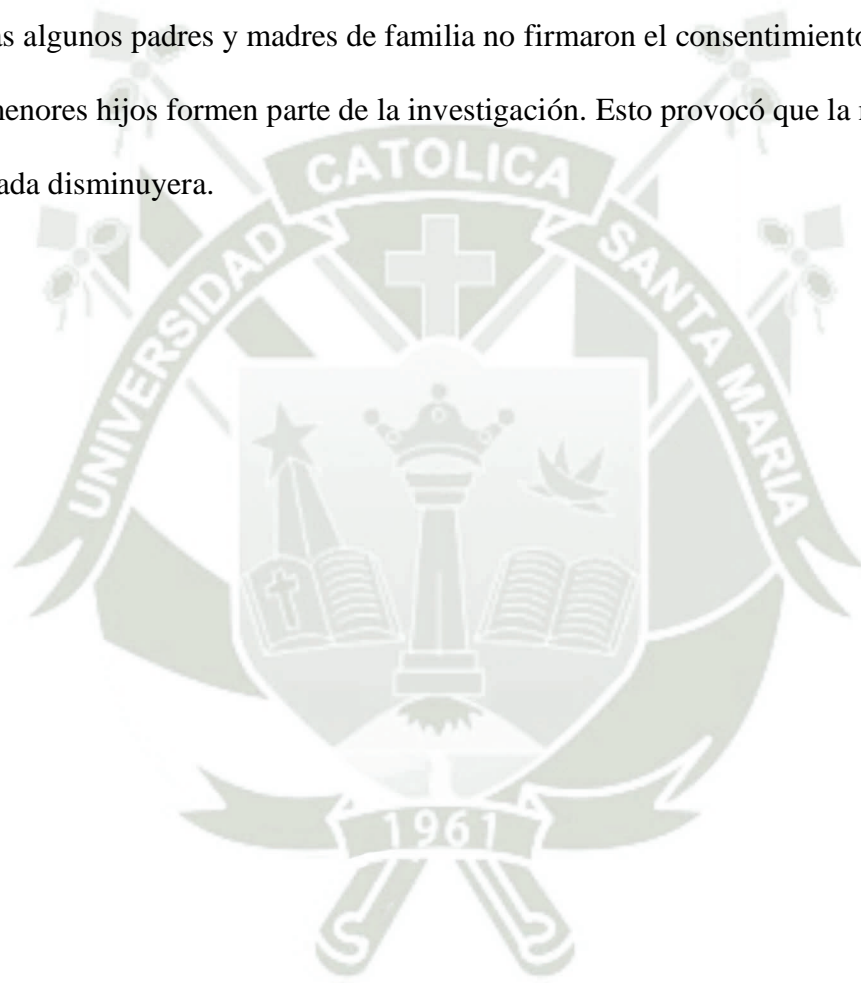 as algunos padres y madres de familia no firmaron el consentimiento
menores hijos formen parte de la investigación. Esto provocó que la
ada disminuyera.
UNIVERSIDAD CATOLICA SANTA MARIA
1961